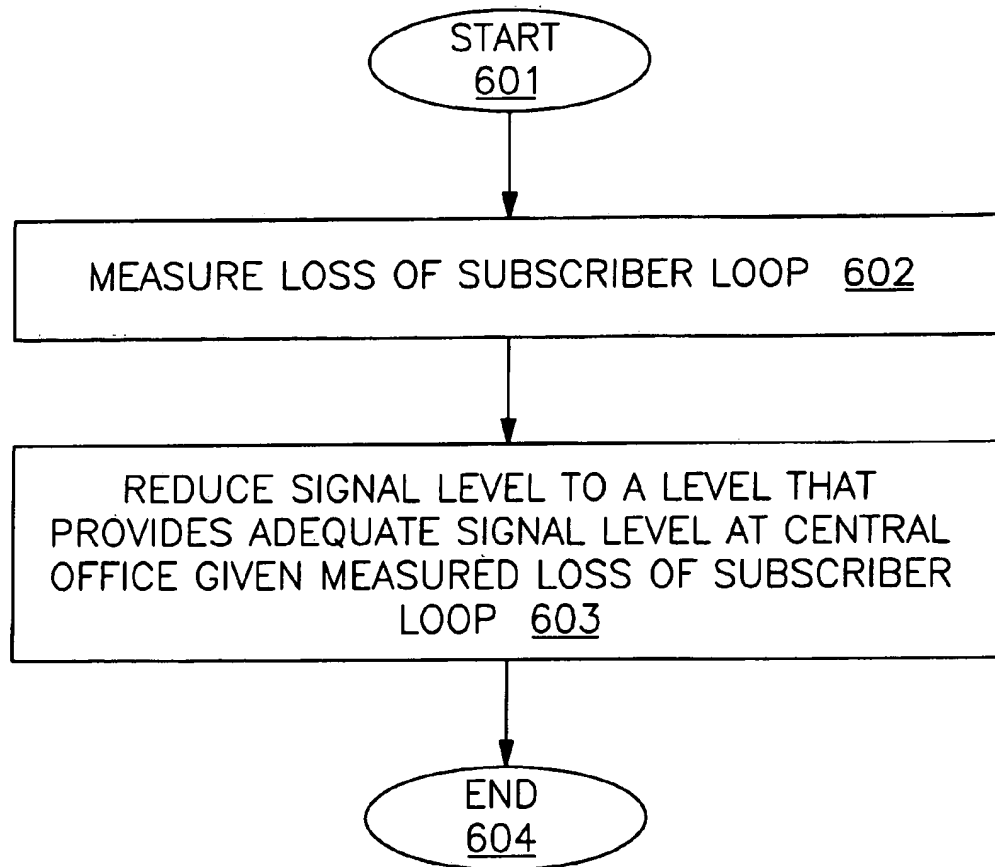 START
601
MEASURE LOSS OF SUBSCRIBER LOOP 602
REDUCE SIGNAL LEVEL TO A LEVEL THAT
PROVIDES ADEQUATE SIGNAL LEVEL AT CENTRAL
OFFICE GIVEN MEASURED LOSS OF SUBSCRIBER
LOOP 603
END
604